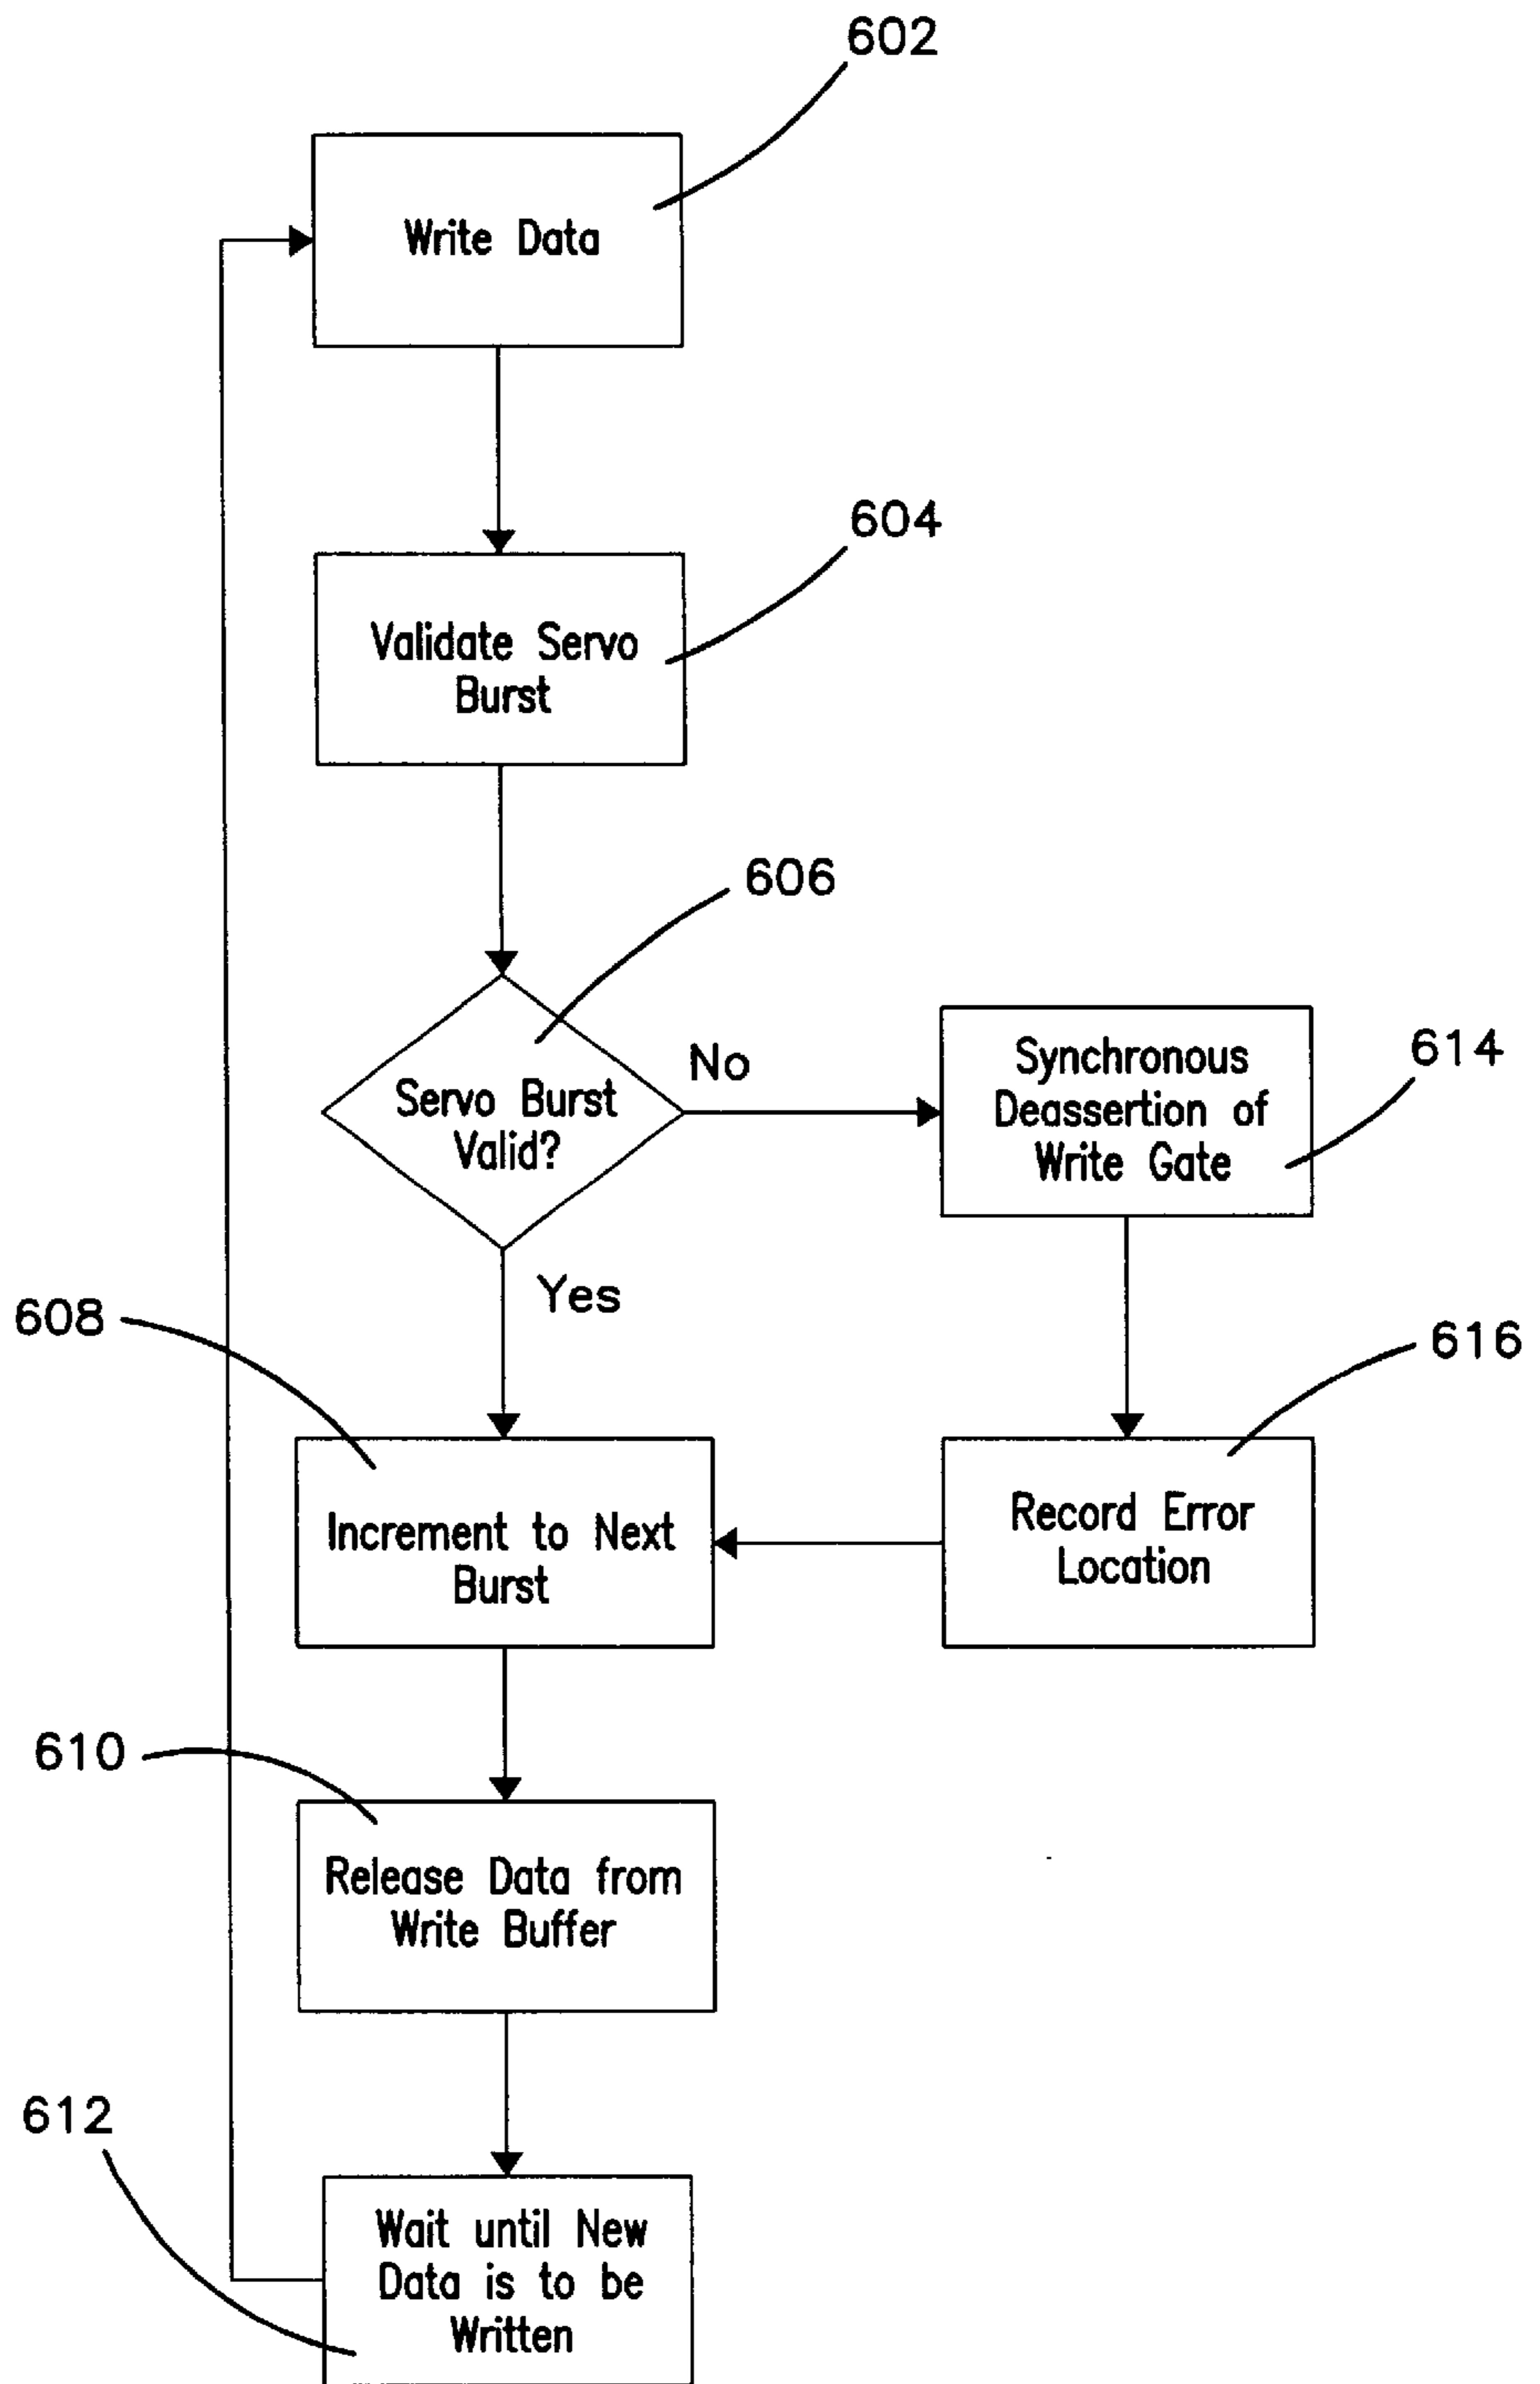 602
Write Data
604
Validate Servo
Burst
606
Servo Burst
Valid?
No
Synchronous
Deassertion of
Write Gate
614
Yes
608
616
Increment to Next
Burst
Record Error
Location
610
Release Data from
Write Buffer
612
Wait until New
Data is to be
Written